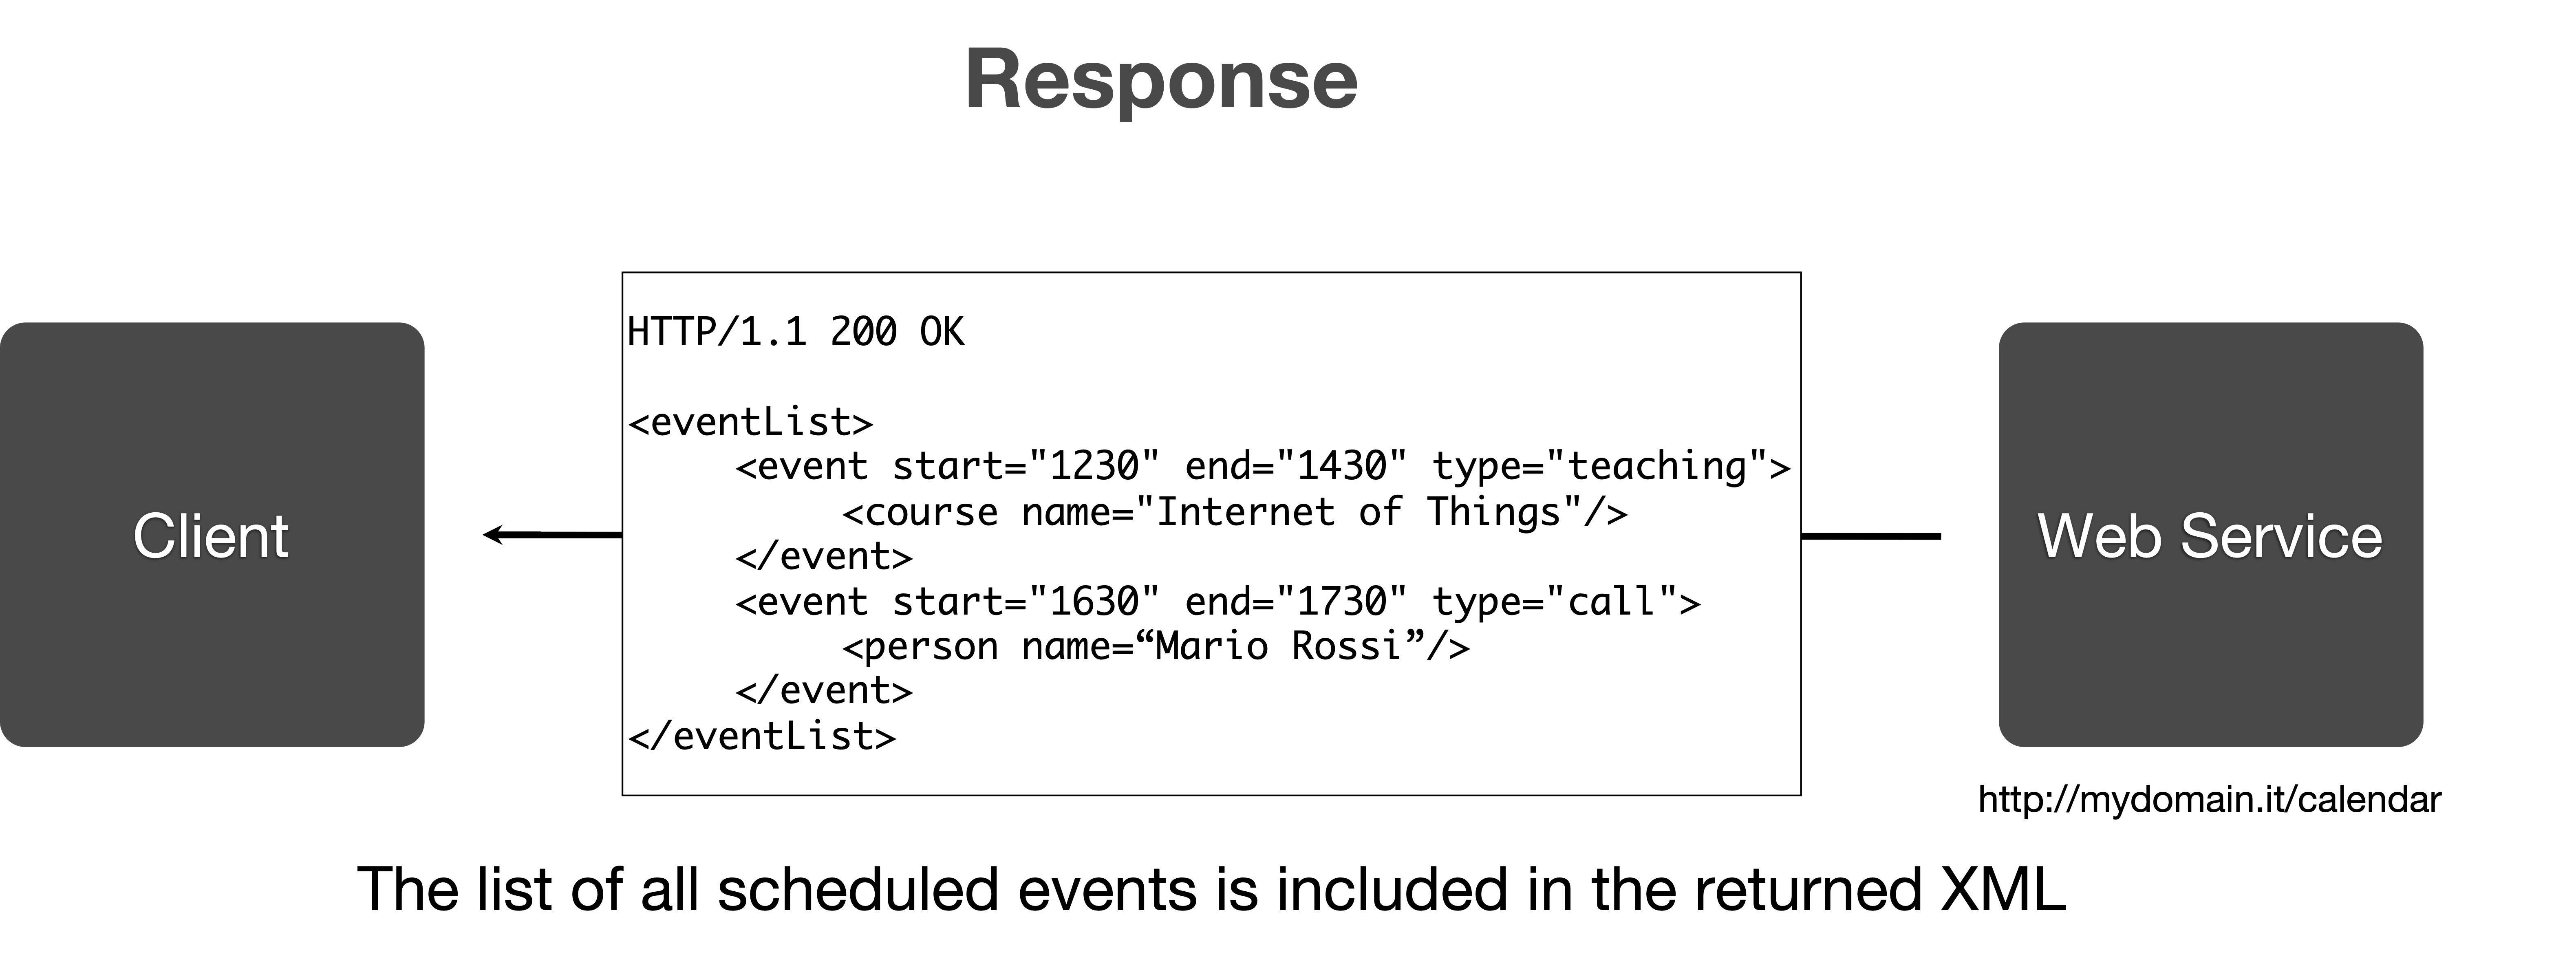 Response
HTTP/1.1 200 OK
<eventList>
<event start="1230" end="1430" type="teaching">
<course name="Internet of Things"/>
</event>
<event start="1630" end="1730" type="call">
<person name=“Mario Rossi”/>
</event>
</eventList>
Client
Web Service
http://mydomain.it/calendar
The list of all scheduled events is included in the returned XML